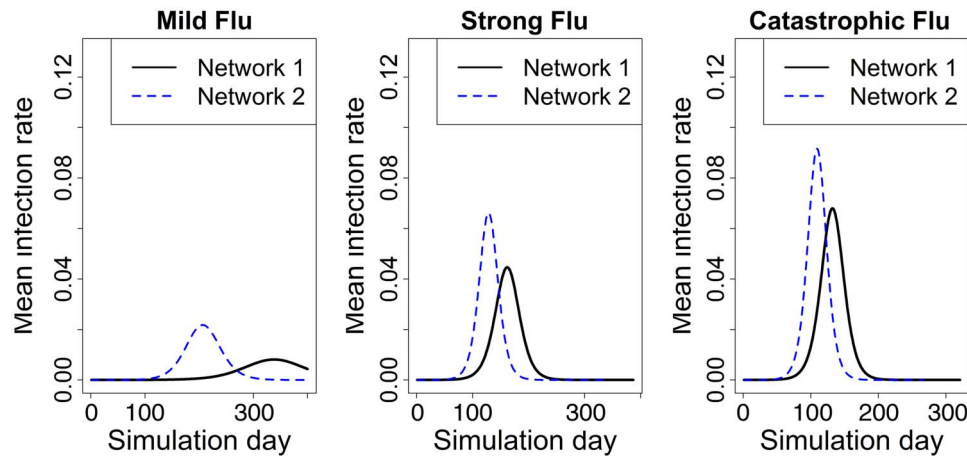 Mild Flu
Network 1
Network 2
Mean infection rate
0.00 0.04 0.08 0.12
0 100 300
Simulation day
Strong Flu
Network 1
Network 2
Mean infection rate
0.00 0.04 0.08 0.12
0 100 300
Simulation day
Catastrophic Flu
Network 1
Network 2
Mean infection rate
0.00 0.04 0.08 0.12
0 100 200 300
Simulation day